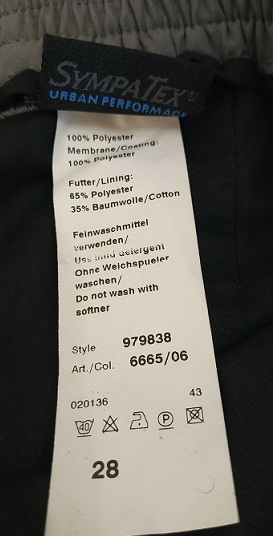 SYMPATEX®
URBAN PERFORMANCE
100% Polyester
Membrane/Coating:
100% Polyester
Futter/Lining:
65% Polyester
35% Baumwolle/Cotton
Feinwaschmittel
verwenden/
Use mild detergent
Ohne Weichspueler
waschen/
Do not wash with
softner
Style 979838
Art./Col. 6665/06
020136 43
40 P
28